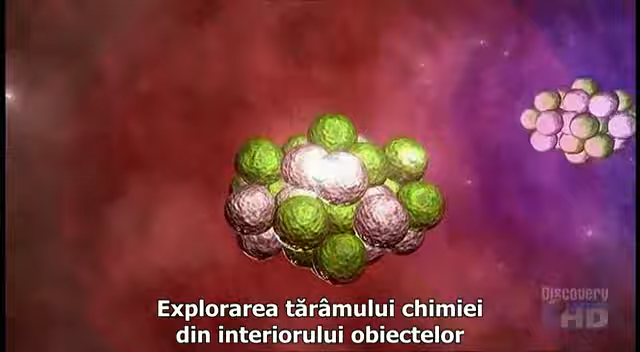 Discovery
HD
Explorarea tărâmului chimiei
din interiorului obiectelor